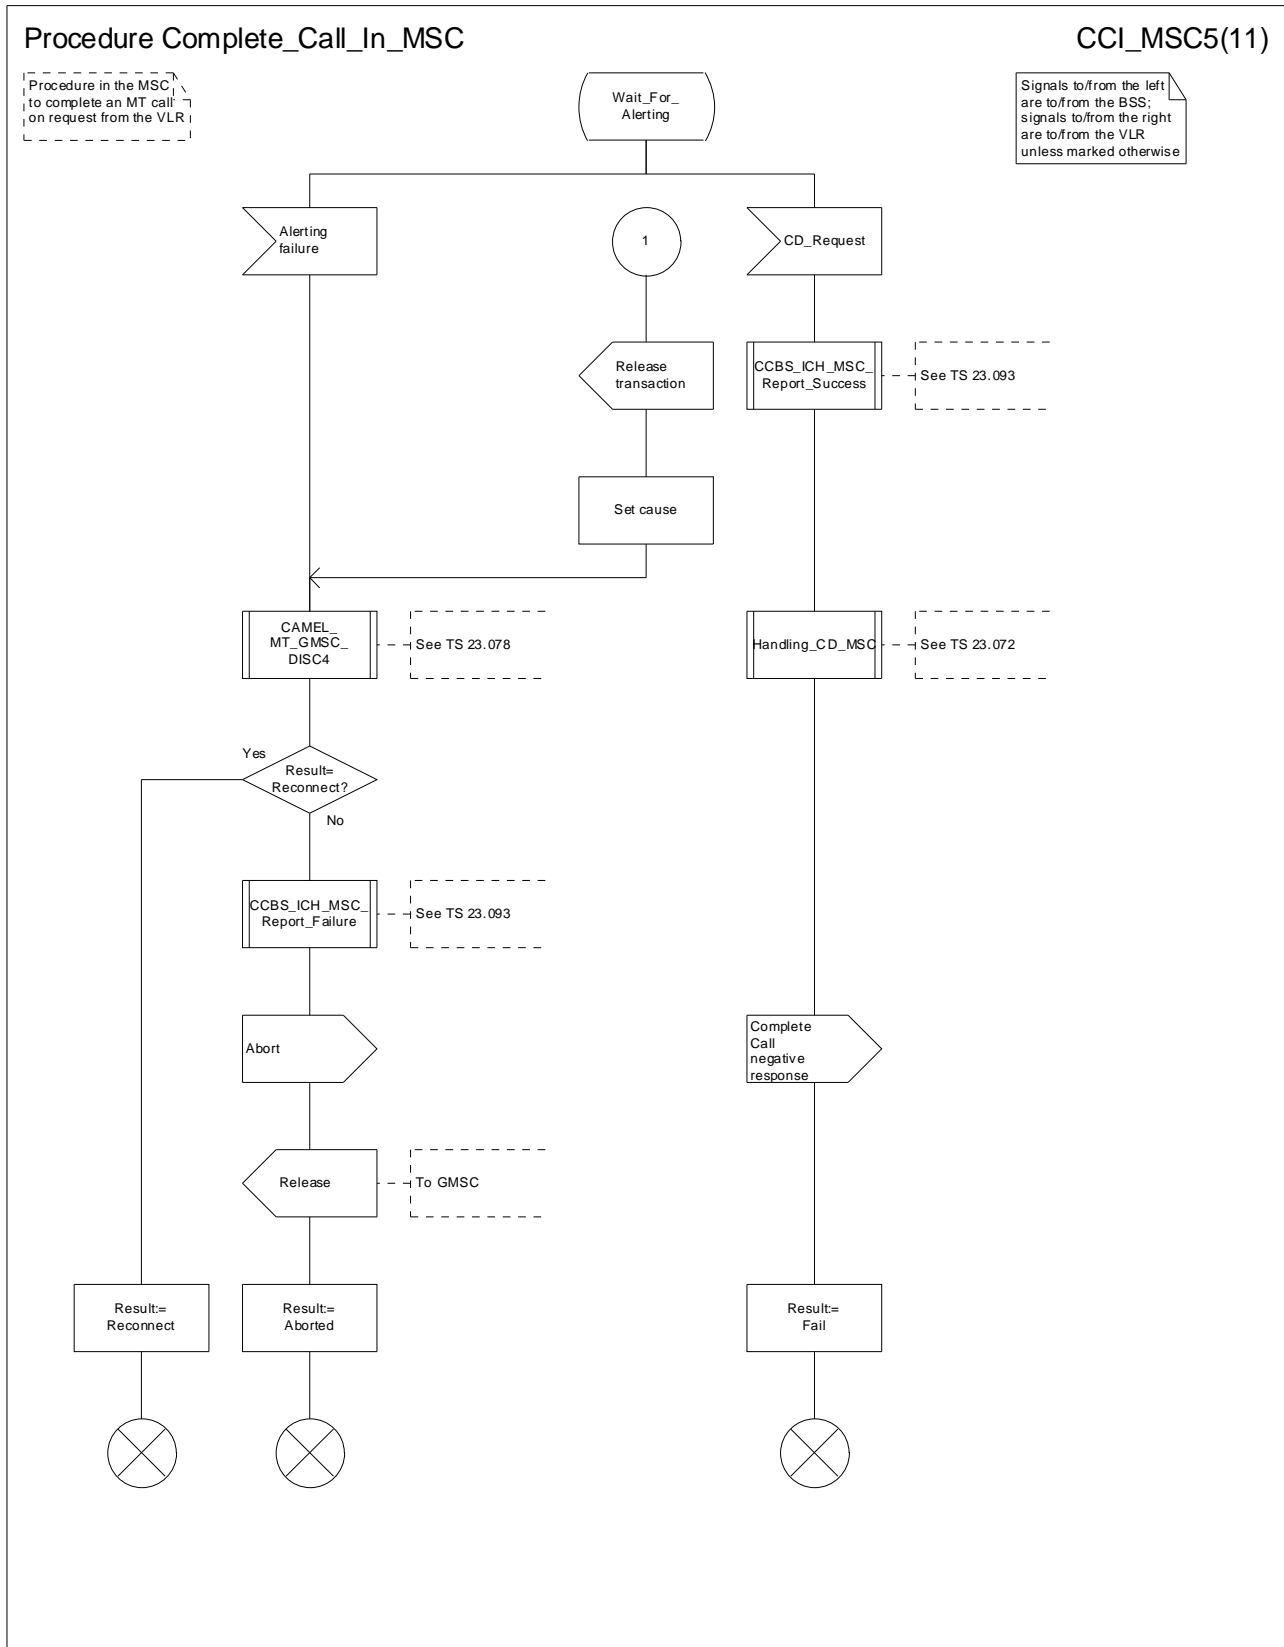 Procedure Complete_Call_In_MSC
CCI_MSC5(11)
Procedure in the MSC
to complete an MT call
on request from the VLR
Wait_For_
Alerting
Signals to/from the left
are to/from the BSS;
signals to/from the right
are to/from the VLR
unless marked otherwise
Alerting
failure
1
CD_Request
Release
transaction
CCBS_ICH_MSC_
Report_Success
See TS 23.093
Set cause
CAMEL_
MT_GMSC_
DISC4
See TS 23.078
Handling_CD_MSC
See TS 23.072
Yes
Result=
Reconnect?
No
CCBS_ICH_MSC_
Report_Failure
See TS 23.093
Abort
Complete
Call
negative
response
Release
To GMSC
Result:=
Reconnect
Result:=
Aborted
Result:=
Fail